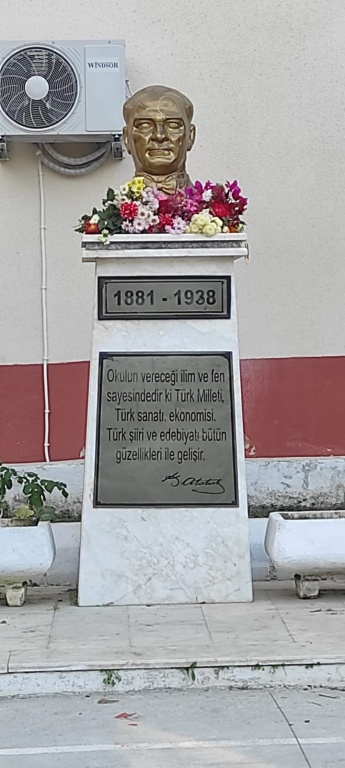 WINDSOR
1881 - 1938
Okulun vereceği ilim ve fen
sayesindedir ki Türk Milleti,
Türk sanatı. ekonomisi.
Türk şiiri ve edebiyatı bütün
güzellikleri ile gelişir.
K. Atatürk